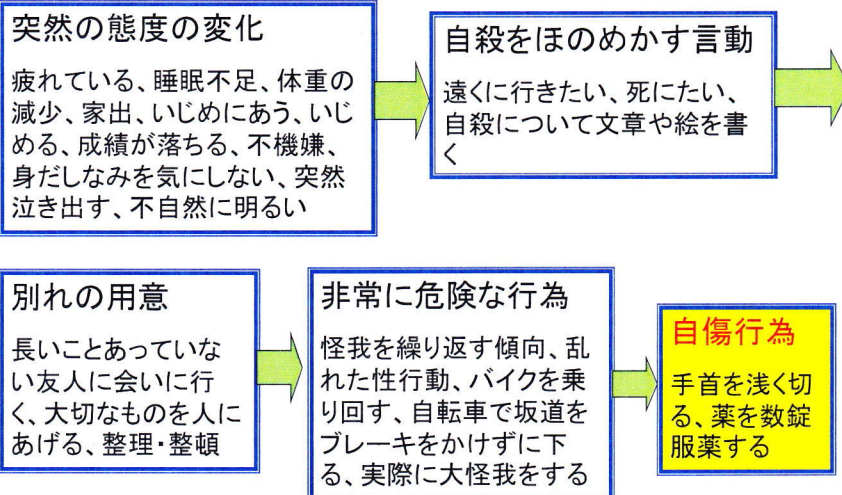 突然の態度の変化
疲れている、睡眠不足、体重の
減少、家出、いじめにあう、いじ
める、成績が落ちる、不機嫌、
身だしなみを気にしない、突然
泣き出す、不自然に明るい
自殺をほのめかす言動
遠くに行きたい、死にたい、
自殺について文章や絵を書
く
別れの用意
長いことあっていな
い友人に会いに行
く、大切なものを人に
あげる、整理・整頓
非常に危険な行為
怪我を繰り返す傾向、乱
れた性行動、バイクを乗
り回す、自転車で坂道を
ブレーキをかけずに下
る、実際に大怪我をする
自傷行為
手首を浅く切
る、薬を数錠
服薬する